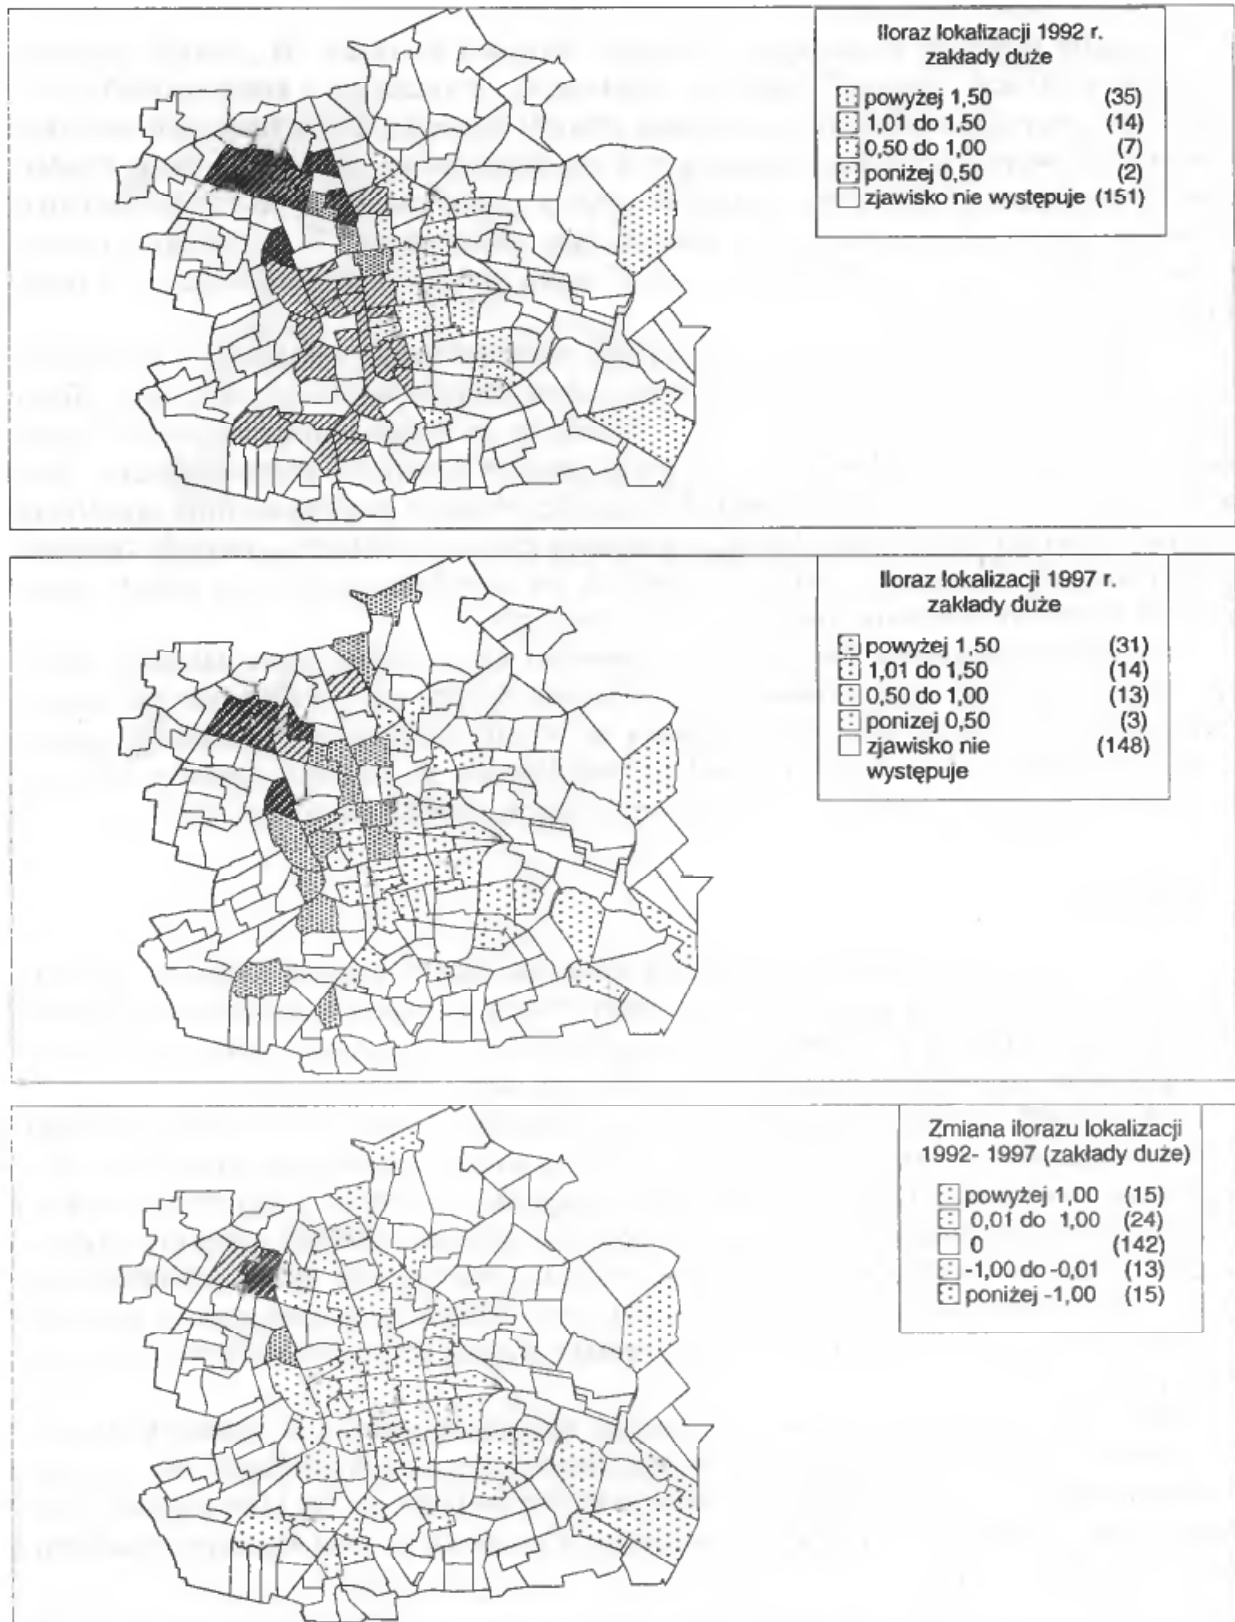 Iloraz lokalizacji 1992 r.
zakłady duże
powyżej 1,50 (35)
1,01 do 1,50 (14)
0,50 do 1,00 (7)
poniżej 0,50 (2)
zjawisko nie występuje (151)
Iloraz lokalizacji 1997 r.
zakłady duże
powyżej 1,50 (31)
1,01 do 1,50 (14)
0,50 do 1,00 (13)
ponizej 0,50 (3)
zjawisko nie (148)
występuje
Zmiana ilorazu lokalizacji
1992- 1997 (zakłady duże)
powyżej 1,00 (15)
0,01 do 1,00 (24)
0 (142)
-1,00 do -0,01 (13)
poniżej -1,00 (15)